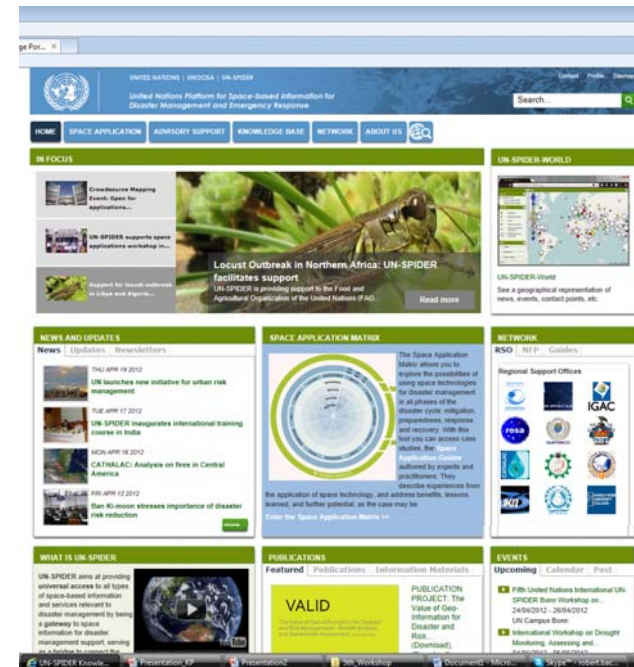 ge Por...
UNITED NATIONS | UNOOSA | UN-SPIDER
United Nations Platform for Space-based Information for
Disaster Management and Emergency Response
Contact Profile Sitemap
Search...
HOME
SPACE APPLICATION
ADVISORY SUPPORT
KNOWLEDGE BASE
NETWORK
ABOUT US
IN FOCUS
Crowdsource Mapping
Event: Open for
applications...
UN-SPIDER supports space
applications workshop in...
Support for locust outbreak
in Libya and Algeria...
Locust Outbreak in Northern Africa: UN-SPIDER
facilitates support
UN-SPIDER is providing support to the Food and
Agricultural Organization of the United Nations (FAO...
Read more
UN-SPIDER-WORLD
UN-SPIDER-World
See a geographical representation of
news, events, contact points, etc.
NEWS AND UPDATES
News Updates Newsletters
THU APR 19 2012
UN launches new initiative for urban risk
management
TUE APR 17 2012
UN-SPIDER inaugurates international training
course in India
MON APR 16 2012
CATHALAC: Analysis on fires in Central
America
FRI APR 13 2012
Ban Ki-moon stresses importance of disaster
risk reduction
more...
SPACE APPLICATION MATRIX
The Space Application
Matrix allows you to
explore the possibilities of
using space technologies
for disaster management
in all phases of the
disaster cycle: mitigation,
preparedness, response
and recovery. With this
tool you can access case
studies, the Space
Application Guides
authored by experts and
practitioners. They
describe experiences from
the application of space technology, and address benefits, lessons
learned, and further potential, as the case may be.
Enter the Space Application Matrix >>
NETWORK
RSO NFP Guides
Regional Support Offices
IGAC
rosa
WHAT IS UN-SPIDER
UN-SPIDER aims at providing
universal access to all types
of space-based information
and services relevant to
disaster management by being
a gateway to space
information for disaster
management support, serving
as a bridge to connect the
YouTube
PUBLICATIONS
Featured Publications Information Materials
VALID
PUBLICATION
PROJECT: The
Value of Geo-
Information for
Disaster and
Risk...
(Download),
EVENTS
Upcoming Calendar Past
Fifth United Nations International UN-
SPIDER Bonn Workshop on...
24/04/2012 - 26/04/2012
UN Campus Bonn
International Workshop on Drought
Monitoring, Assessing and...
UN-SPIDER Knowle...
Presentation_KP
Presentation2
5th_Workshop
Document1 - Micro...
Skype - robert.bac...